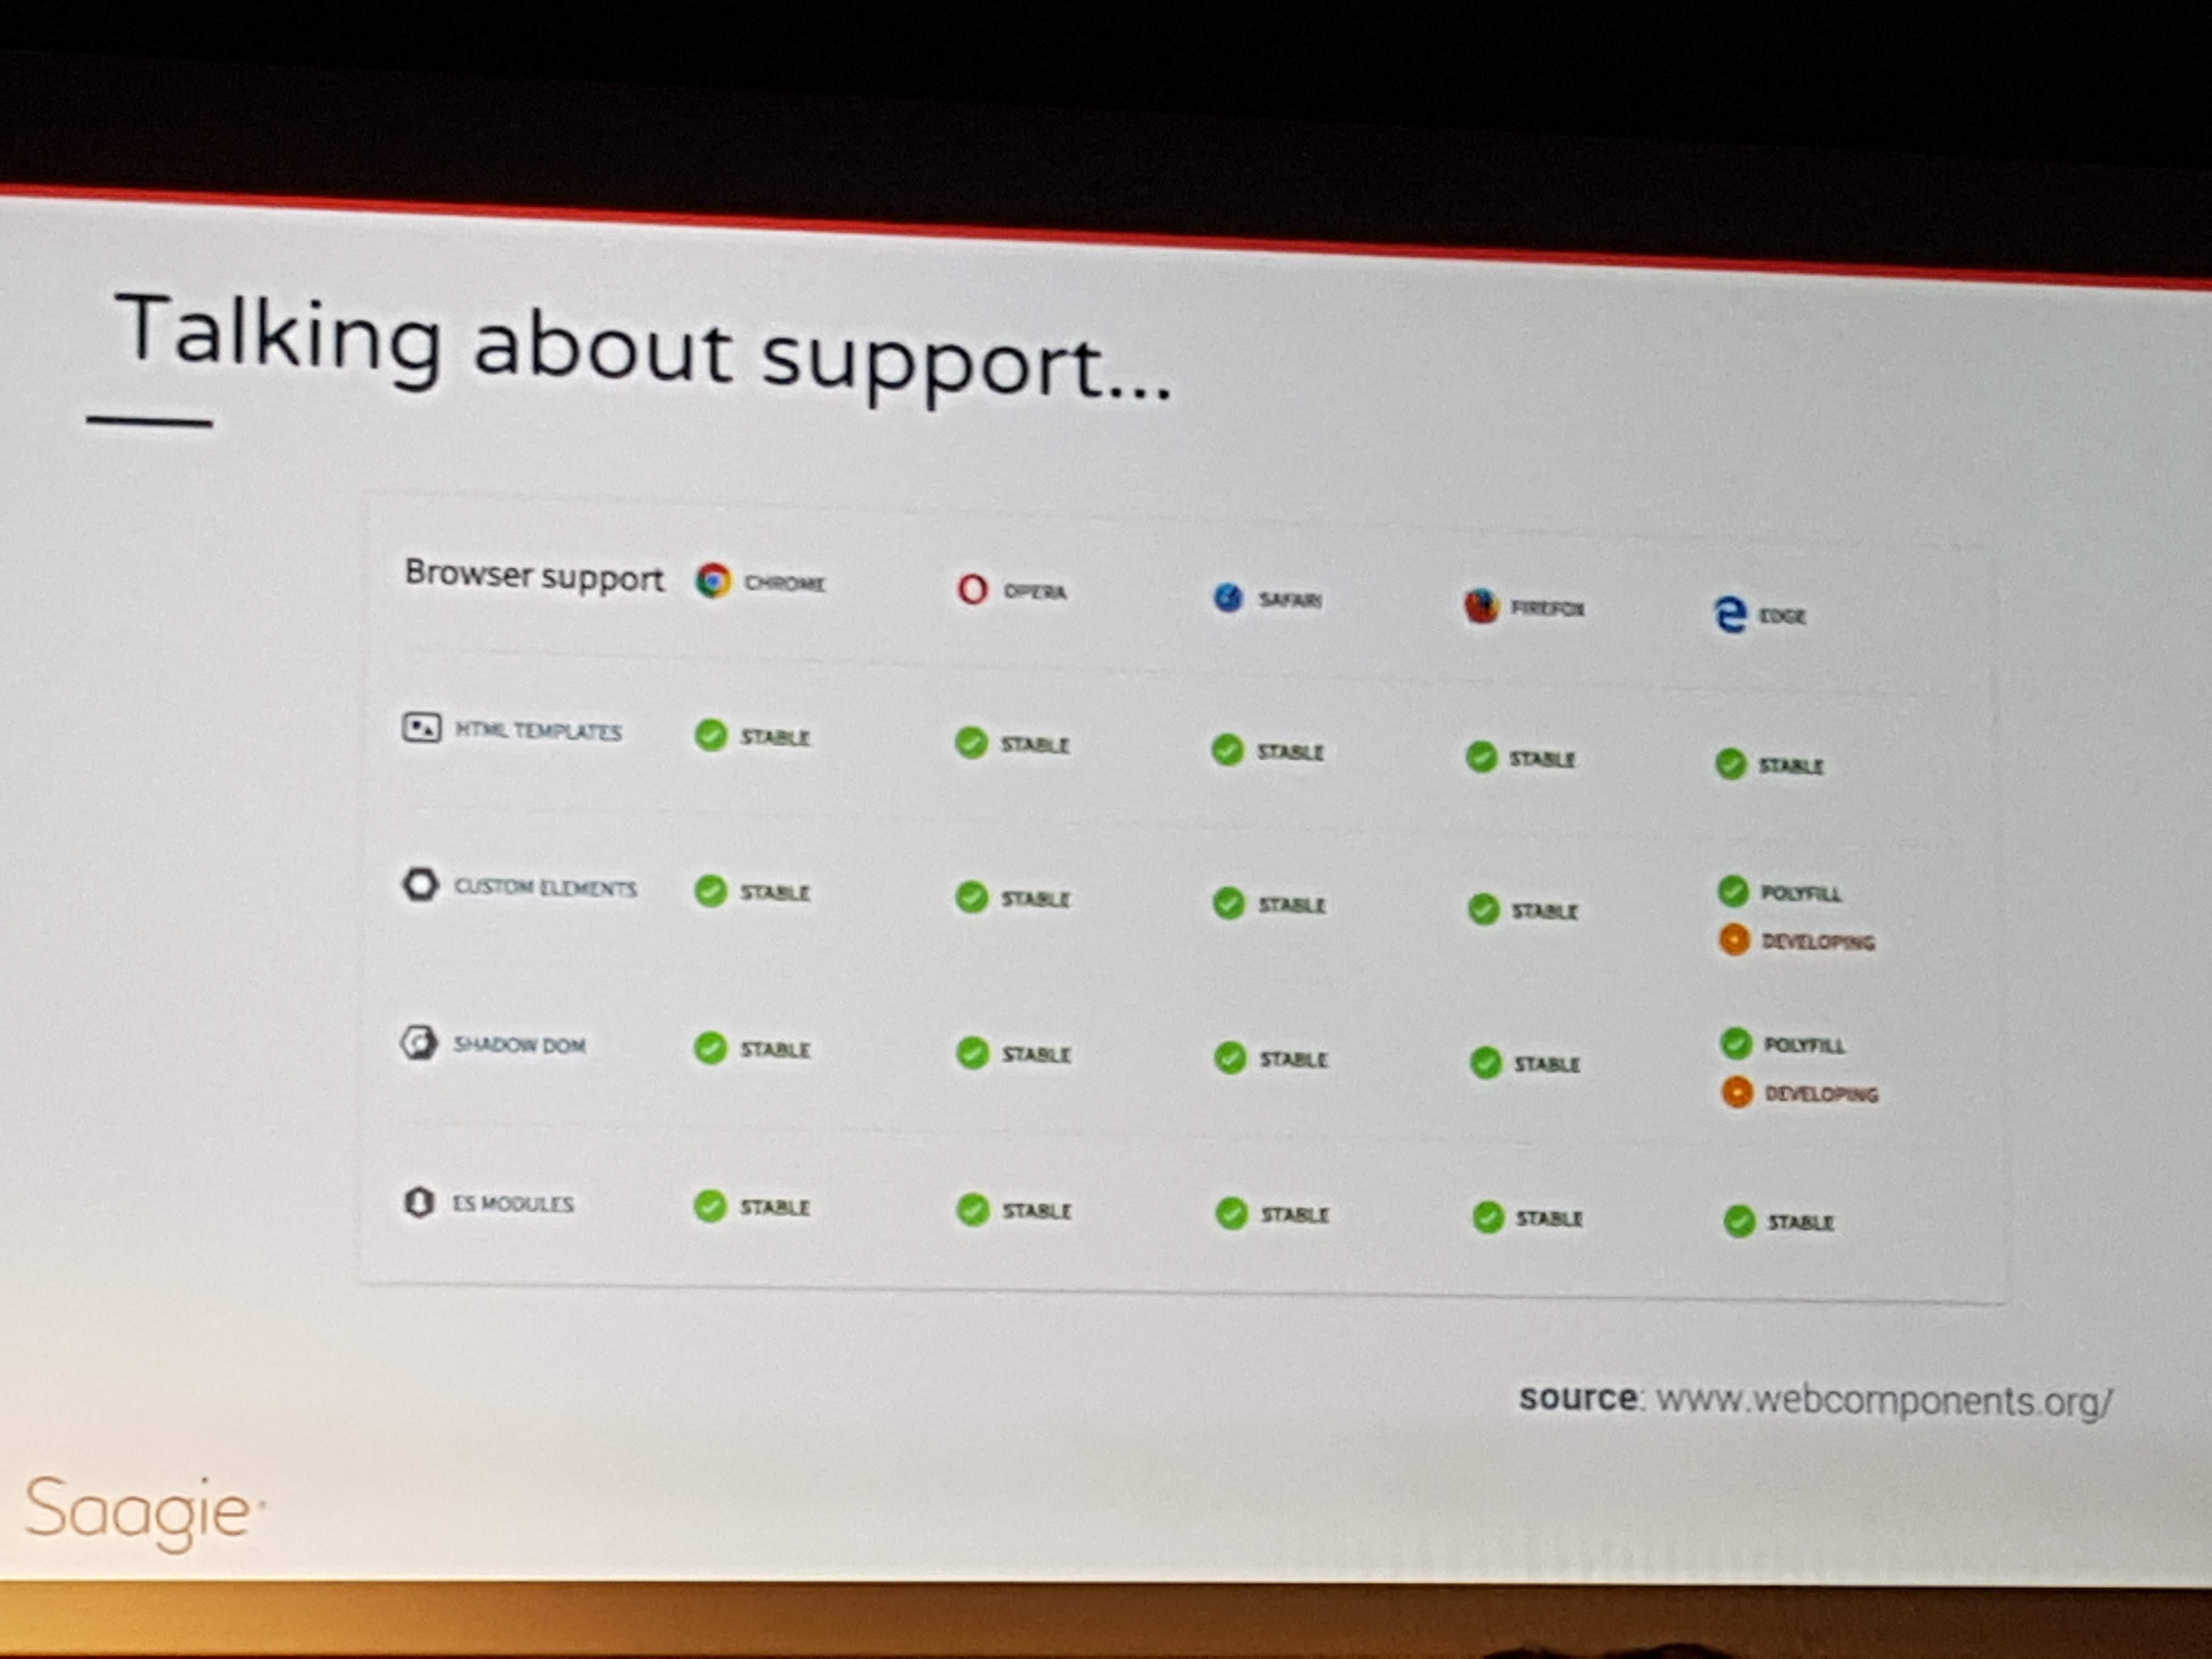 Talking about support...
Browser support CHROME OPERA SAFARI FIREFOX EDGE
HTML TEMPLATES STABLE STABLE STABLE STABLE STABLE
CUSTOM ELEMENTS STABLE STABLE STABLE STABLE POLYFILL
DEVELOPING
SHADOW DOM STABLE STABLE STABLE STABLE POLYFILL
DEVELOPING
ES MODULES STABLE STABLE STABLE STABLE STABLE
source: www.webcomponents.org/
Saagie